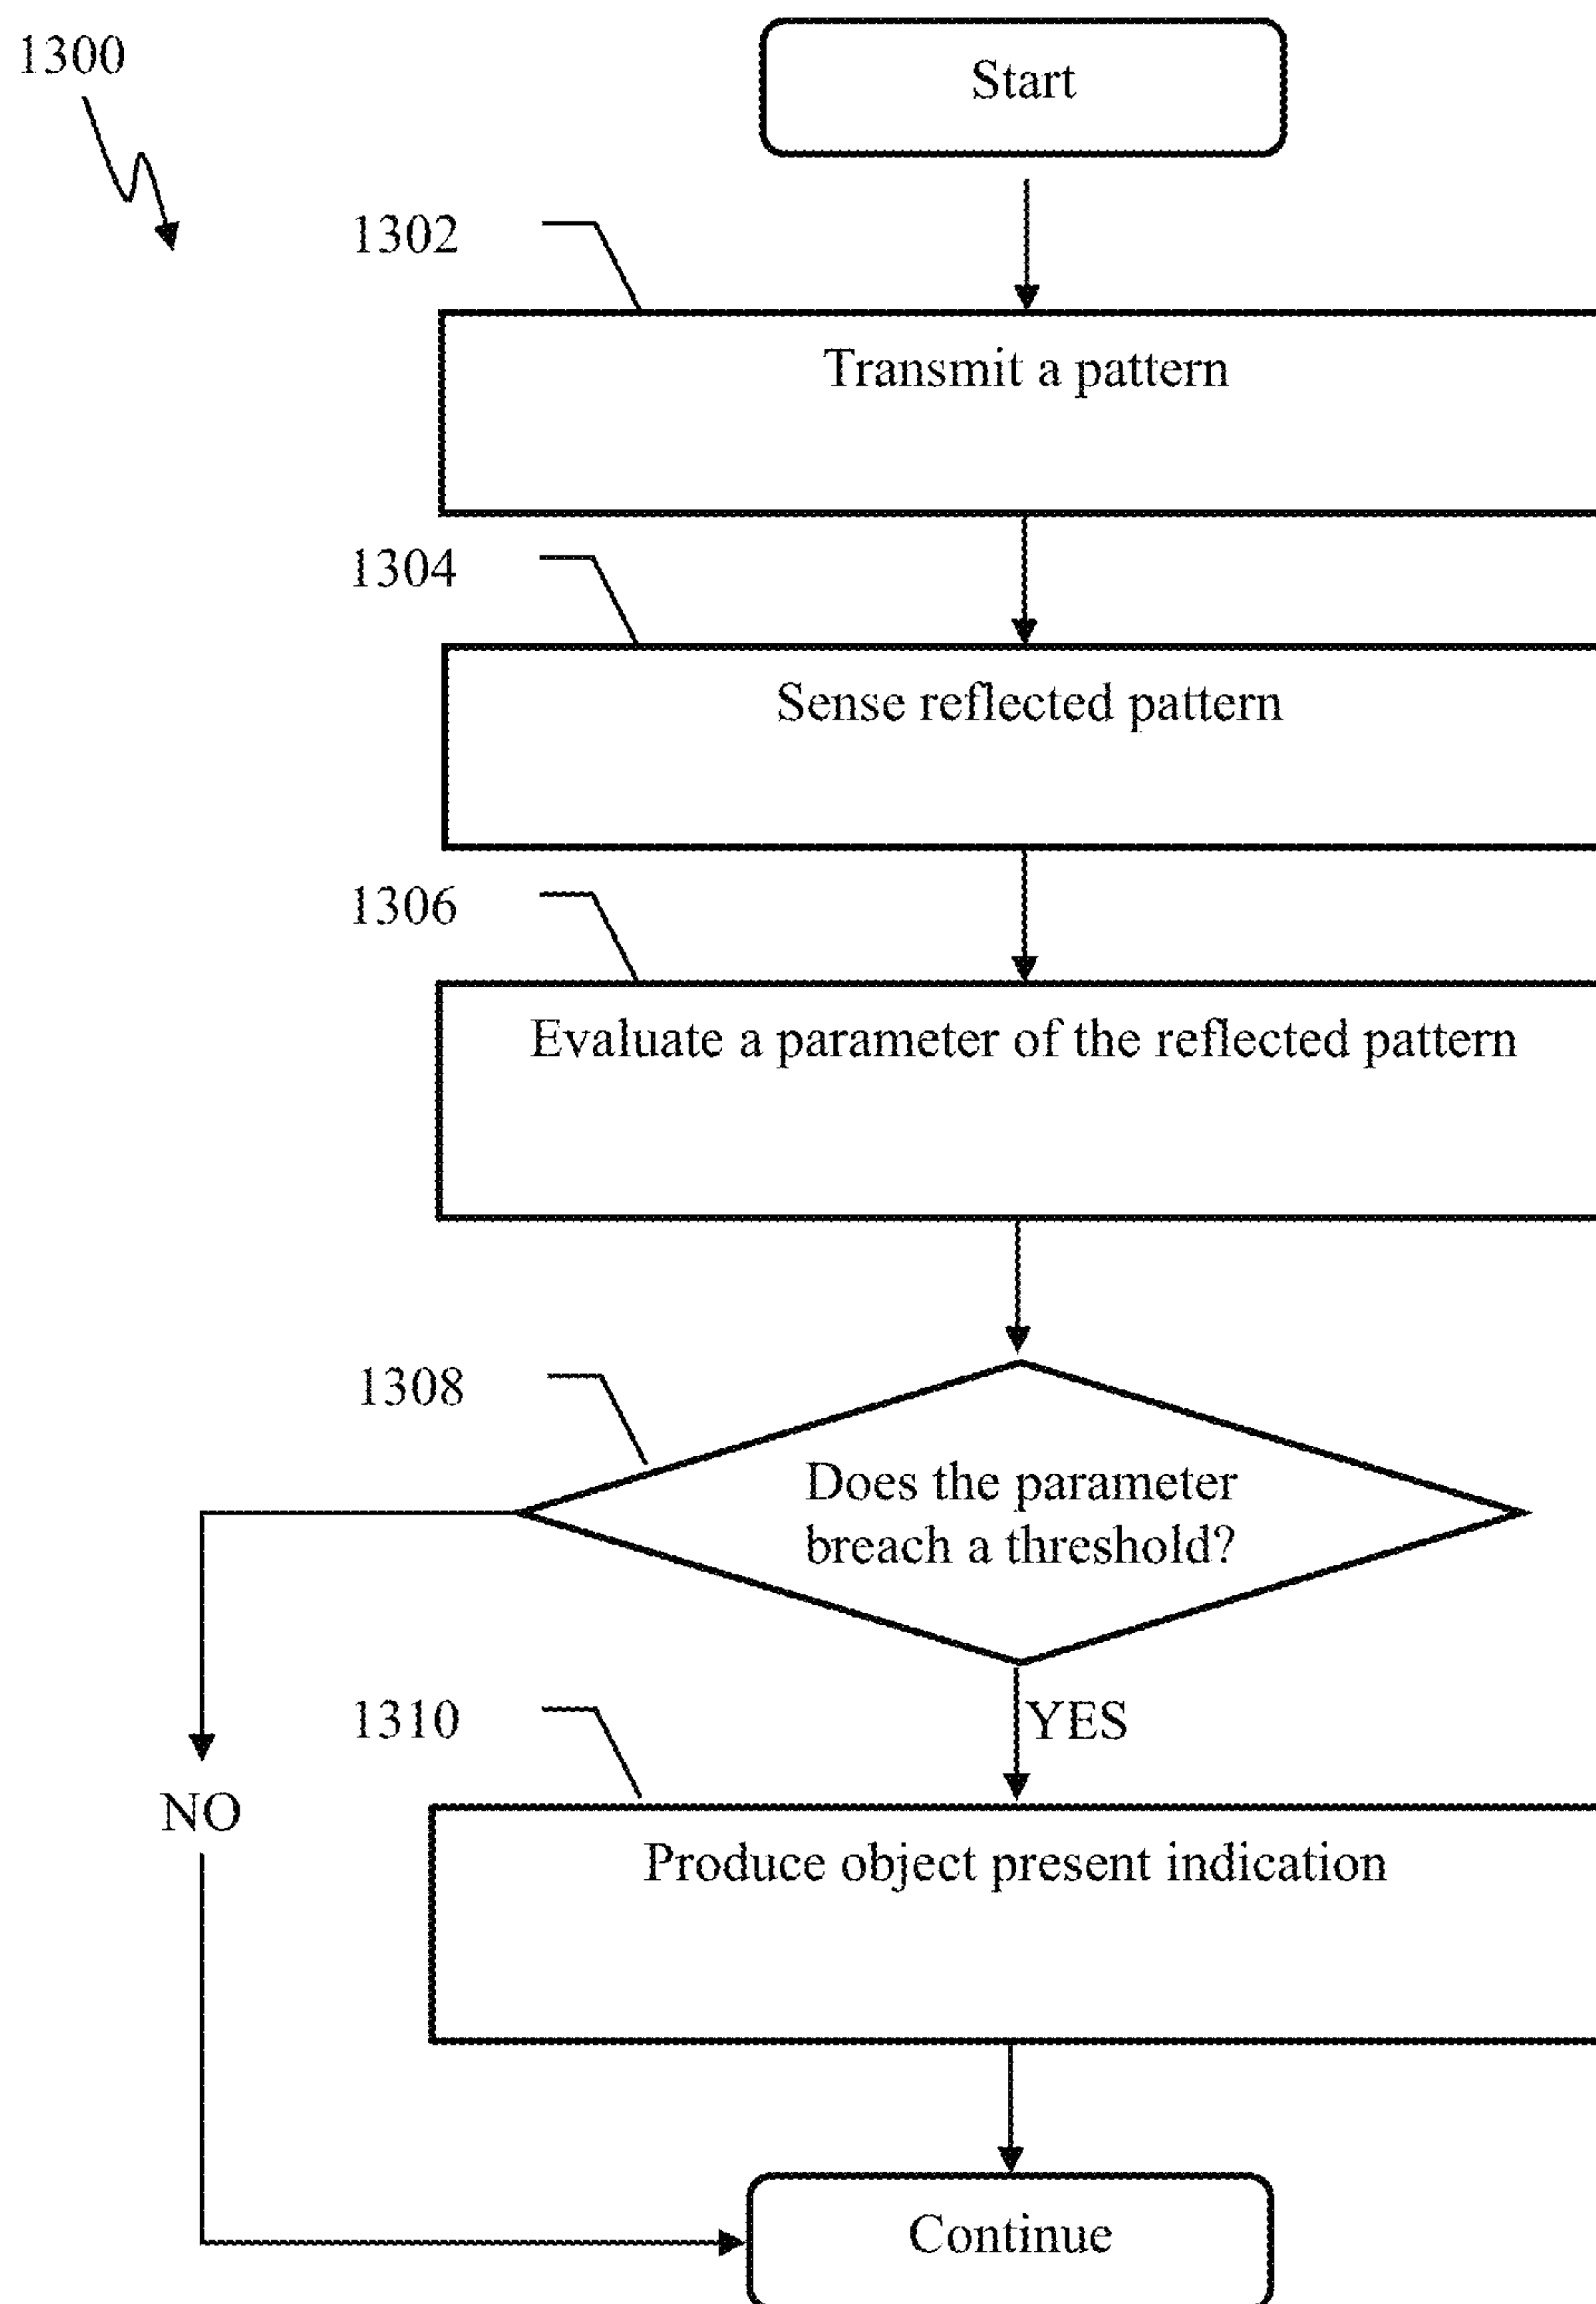 1300
Start
1302
Transmit a pattern
1304
Sense reflected pattern
1306
Evaluate a parameter of the reflected pattern
1308
Does the parameter
breach a threshold?
1310
YES
NO
Produce object present indication
Continue